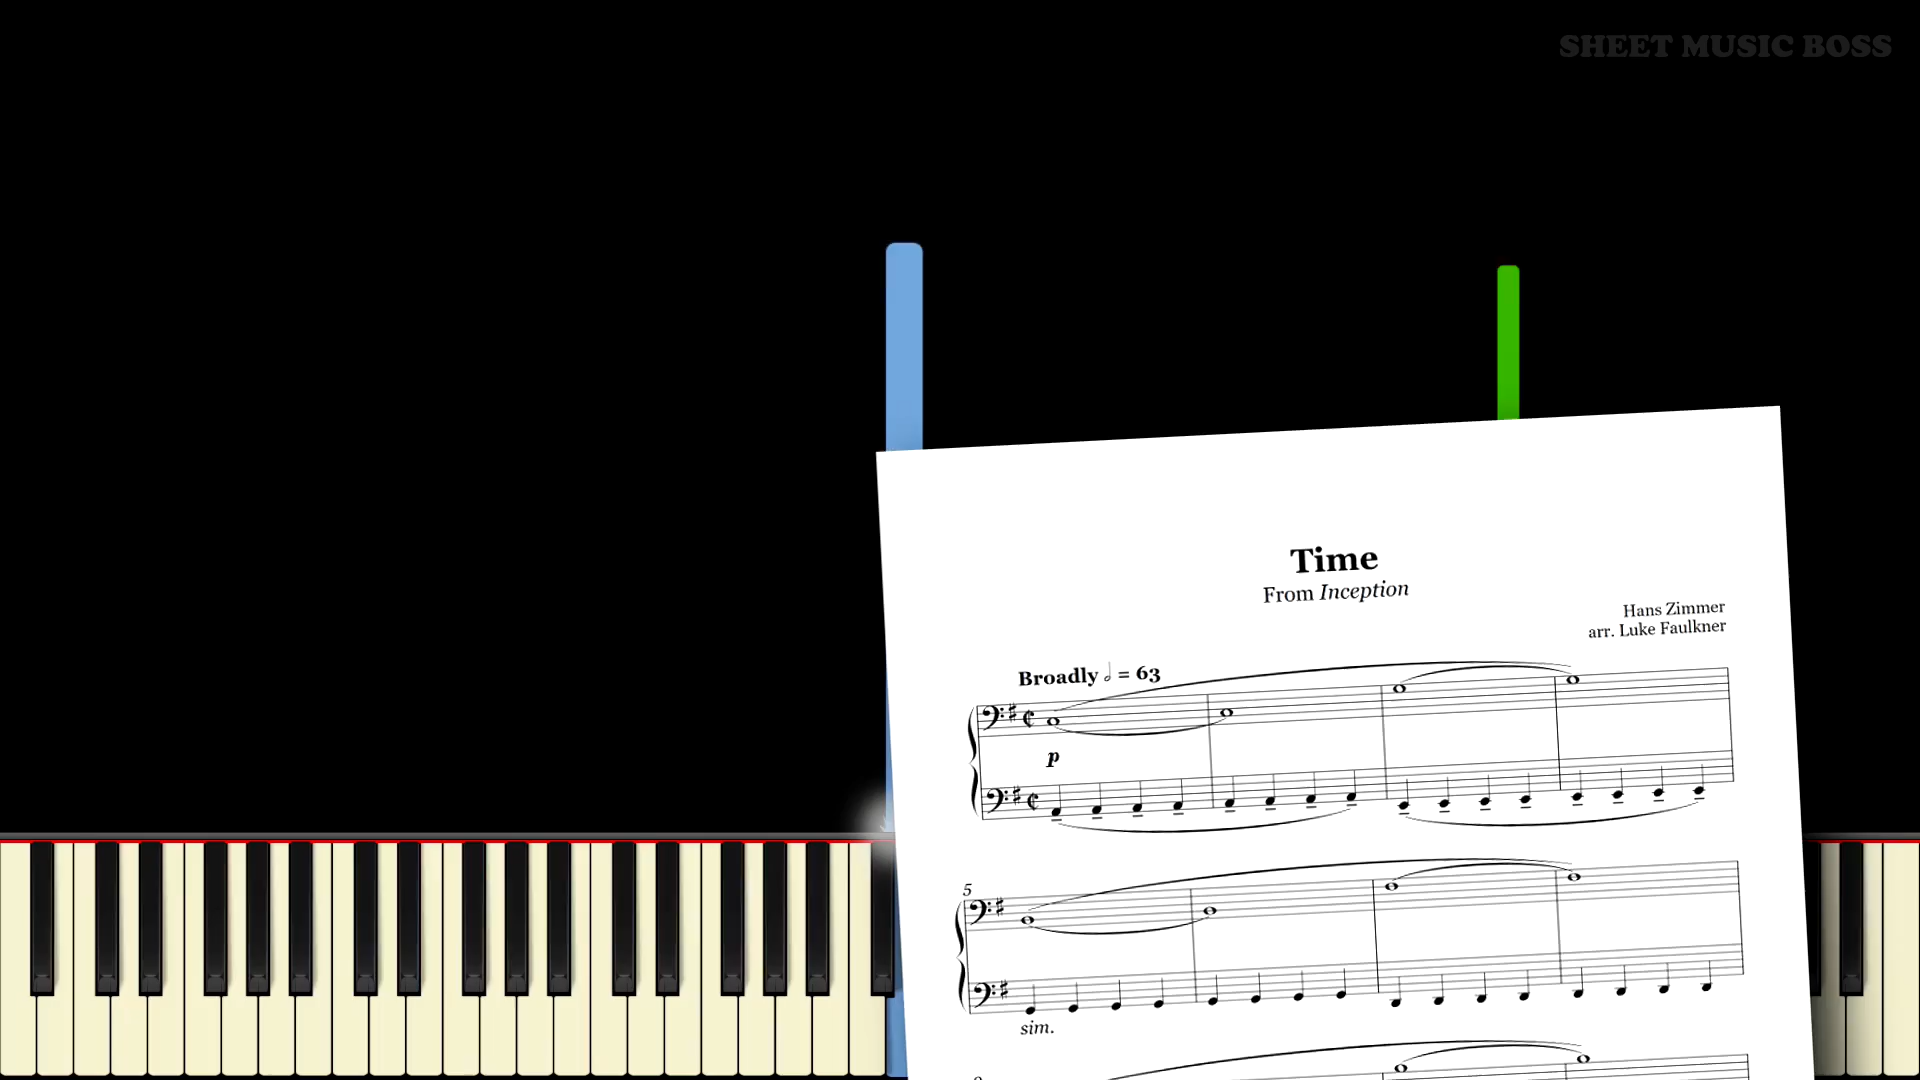 SHEET MUSIC BOSS
Time
From Inception
Hans Zimmer
arr. Luke Faulkner
Broadly 𝅗𝅥 = 63
p
5
sim.